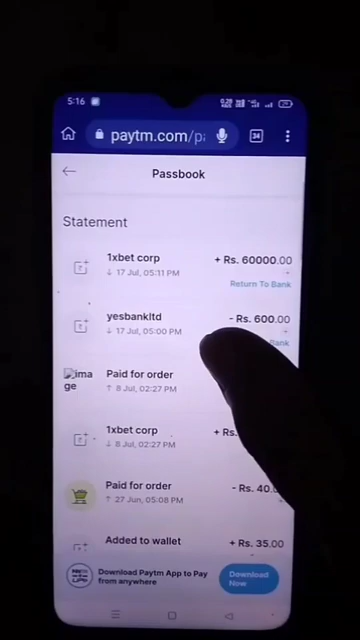 5:16
paytm.com/p
34
Passbook
Statement
1xbet corp
+ Rs. 60000.00
↓ 17 Jul, 05:11 PM
Return To Bank
yesbankltd
- Rs. 600.00
↓ 17 Jul, 05:00 PM
Bank
image
Paid for order
↑ 8 Jul, 02:27 PM
1xbet corp
+ Rs.
↓ 8 Jul, 02:27 PM
Paid for order
- Rs. 40.
↑ 27 Jun, 05:08 PM
Added to wallet
+ Rs. 35.00
Download Paytm App to Pay
from anywhere
Download
Now